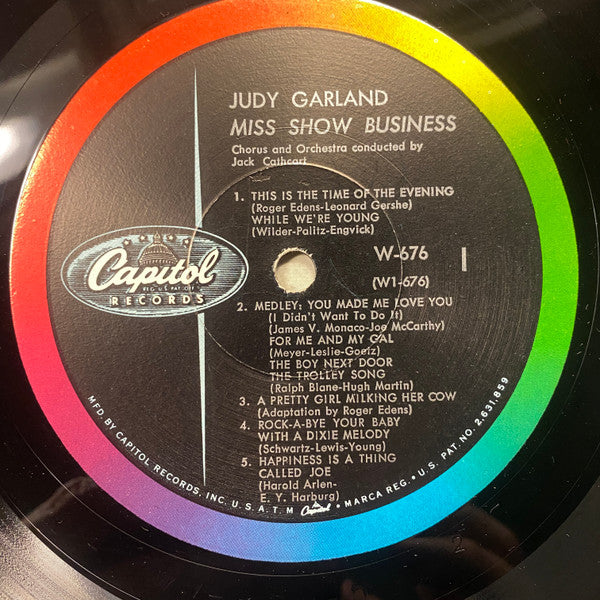 JUDY GARLAND
MISS SHOW BUSINESS
Chorus and Orchestra conducted by
Jack Cathcart
1. THIS IS THE TIME OF THE EVENING
(Roger Edens-Leonard Gershe)
WHILE WE'RE YOUNG
(Wilder-Palitz-Engvick)
Capitol
REG. U.S. PAT. OFF.
RECORDS
W-676 1
(W1-676)
2. MEDLEY: YOU MADE ME LOVE YOU
(I Didn't Want To Do It)
(James V. Monaco-Joe McCarthy)
FOR ME AND MY GAL
(Meyer-Leslie-Goetz)
THE BOY NEXT DOOR
THE TROLLEY SONG
(Ralph Blane-Hugh Martin)
3. A PRETTY GIRL MILKING HER COW
(Adaptation by Roger Edens)
4. ROCK-A-BYE YOUR BABY
WITH A DIXIE MELODY
(Schwartz-Lewis-Young)
5. HAPPINESS IS A THING
CALLED JOE
(Harold Arlen-
E. Y. Harburg)
MFD. BY CAPITOL RECORDS, INC. U.S.A. T.M. Capitol • MARCA REG. • U.S. PAT. NO. 2,631,859
2